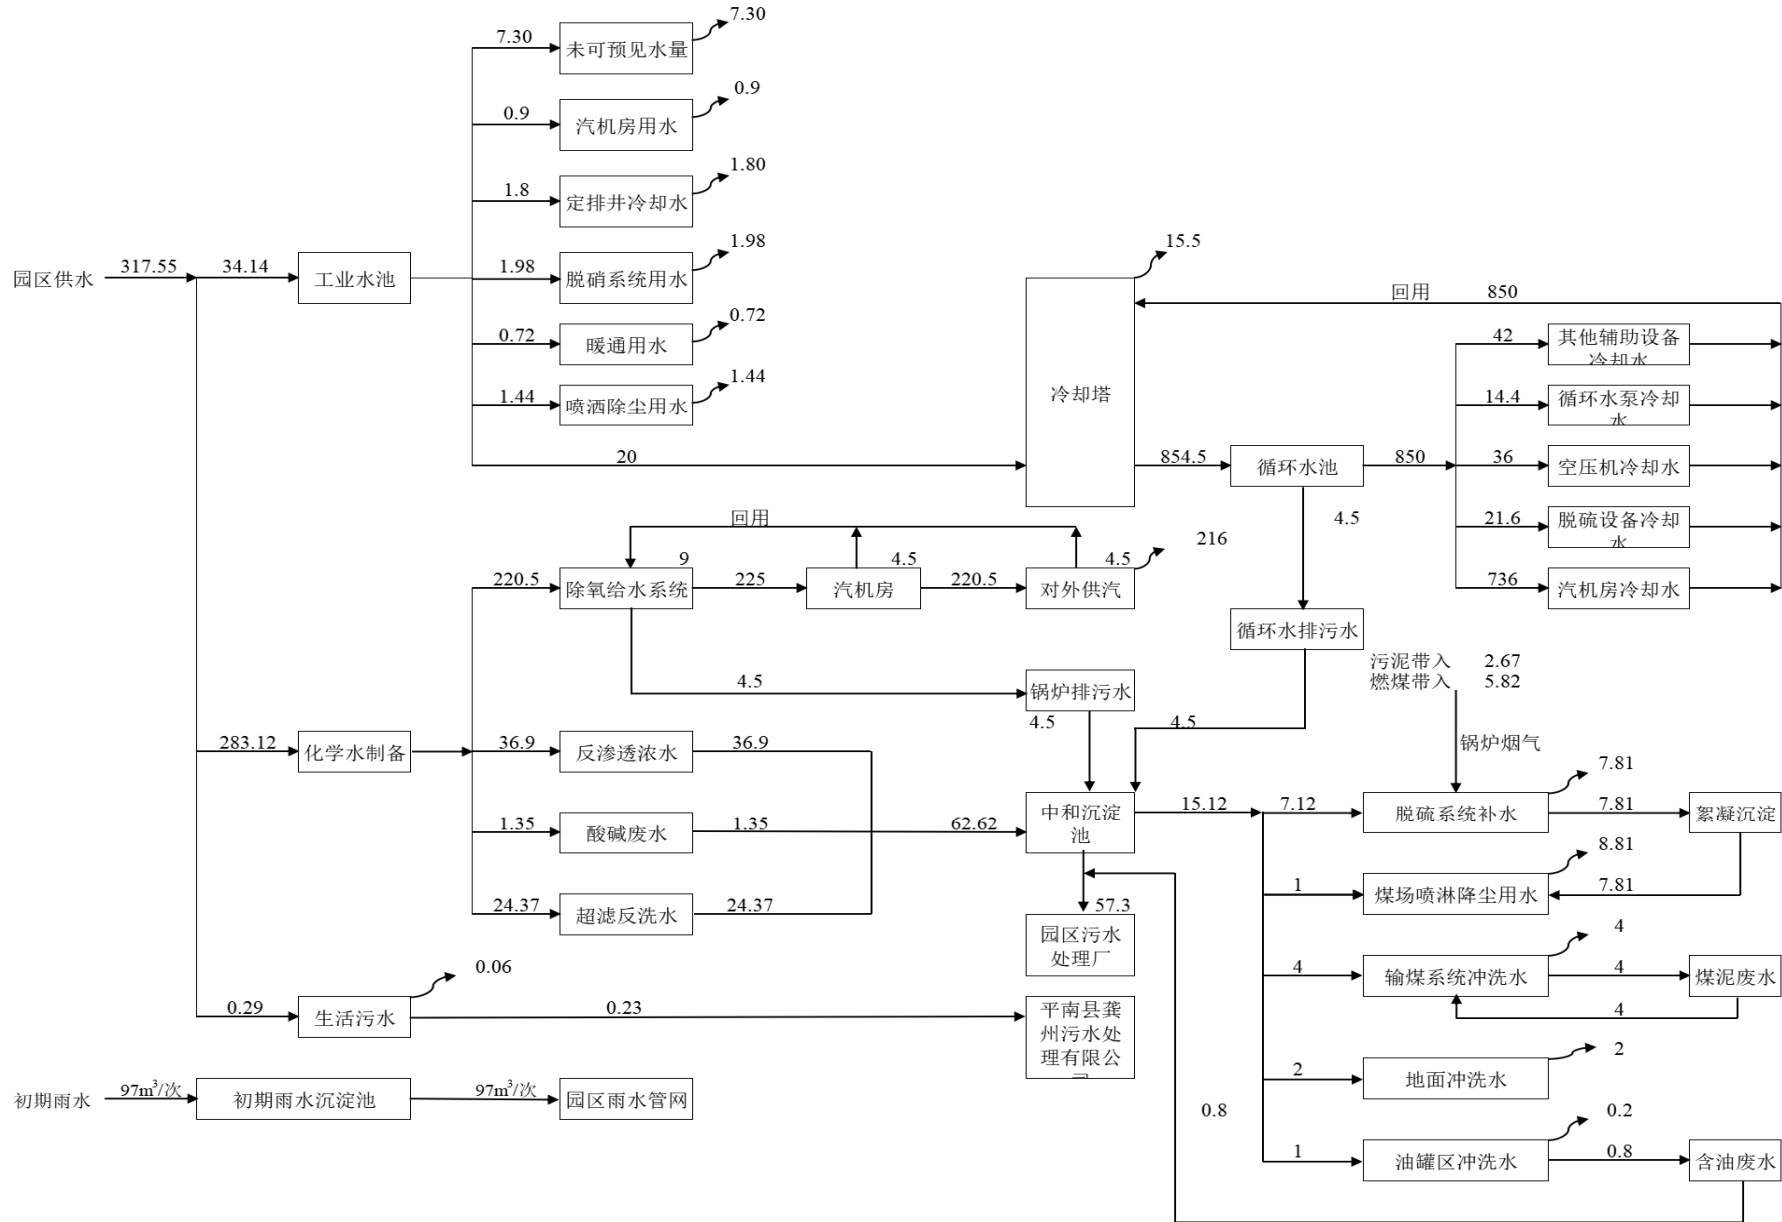 7.30
7.30
未可预见水量
0.9
0.9
汽机房用水
1.80
1.8
定排井冷却水
1.98
15.5
园区供水
317.55
34.14
工业水池
1.98
脱硝系统用水
回用
850
0.72
0.72
暖通用水
42
其他辅助设备
冷却水
1.44
1.44
喷洒除尘用水
冷却塔
14.4
循环水泵冷却
水
20
854.5
循环水池
850
36
空压机冷却水
回用
4.5
21.6
脱硫设备冷却
水
216
220.5
9
除氧给水系统
225
4.5
汽机房
220.5
4.5
对外供汽
736
汽机房冷却水
循环水排污水
污泥带入 2.67
燃煤带入 5.82
4.5
锅炉排污水
4.5
4.5
锅炉烟气
283.12
化学水制备
36.9
反渗透浓水
36.9
7.81
1.35
酸碱废水
1.35
62.62
中和沉淀
池
15.12
7.12
脱硫系统补水
7.81
絮凝沉淀
8.81
1
煤场喷淋降尘用水
7.81
24.37
超滤反洗水
24.37
57.3
园区污水
处理厂
4
4
输煤系统冲洗水
4
煤泥废水
4
0.06
0.29
生活污水
0.23
平南县龚
州污水处
理有限公
司
2
2
地面冲洗水
初期雨水
97m³/次
初期雨水沉淀池
97m³/次
园区雨水管网
0.8
0.2
1
油罐区冲洗水
0.8
含油废水